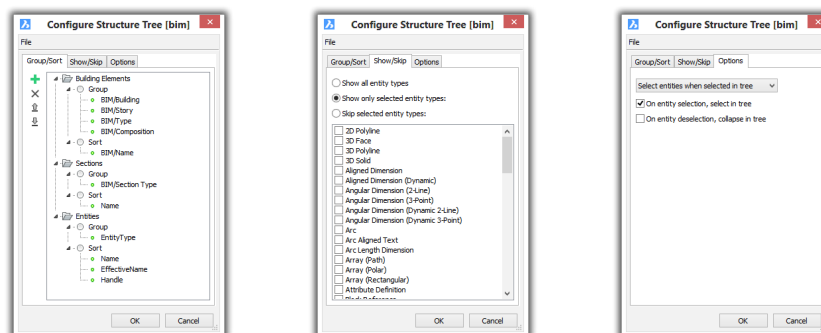 Configure Structure Tree [bim]
File
Group/Sort Show/Skip Options
Building Elements
Group
BIM/Building
BIM/Story
BIM/Type
BIM/Composition
Sort
BIM/Name
Sections
Group
BIM/Section Type
Sort
Name
Entities
Group
EntityType
Sort
Name
EffectiveName
Handle
OK Cancel
Configure Structure Tree [bim]
File
Group/Sort Show/Skip Options
Show all entity types
Show only selected entity types:
Skip selected entity types:
2D Polyline
3D Face
3D Polyline
3D Solid
Aligned Dimension
Aligned Dimension (Dynamic)
Angular Dimension (2-Line)
Angular Dimension (3-Point)
Angular Dimension (Dynamic 2-Line)
Angular Dimension (Dynamic 3-Point)
Arc
Arc Aligned Text
Arc Length Dimension
Array (Path)
Array (Polar)
Array (Rectangular)
Attribute Definition
Block Reference
OK Cancel
Configure Structure Tree [bim]
File
Group/Sort Show/Skip Options
Select entities when selected in tree
On entity selection, select in tree
On entity deselection, collapse in tree
OK Cancel